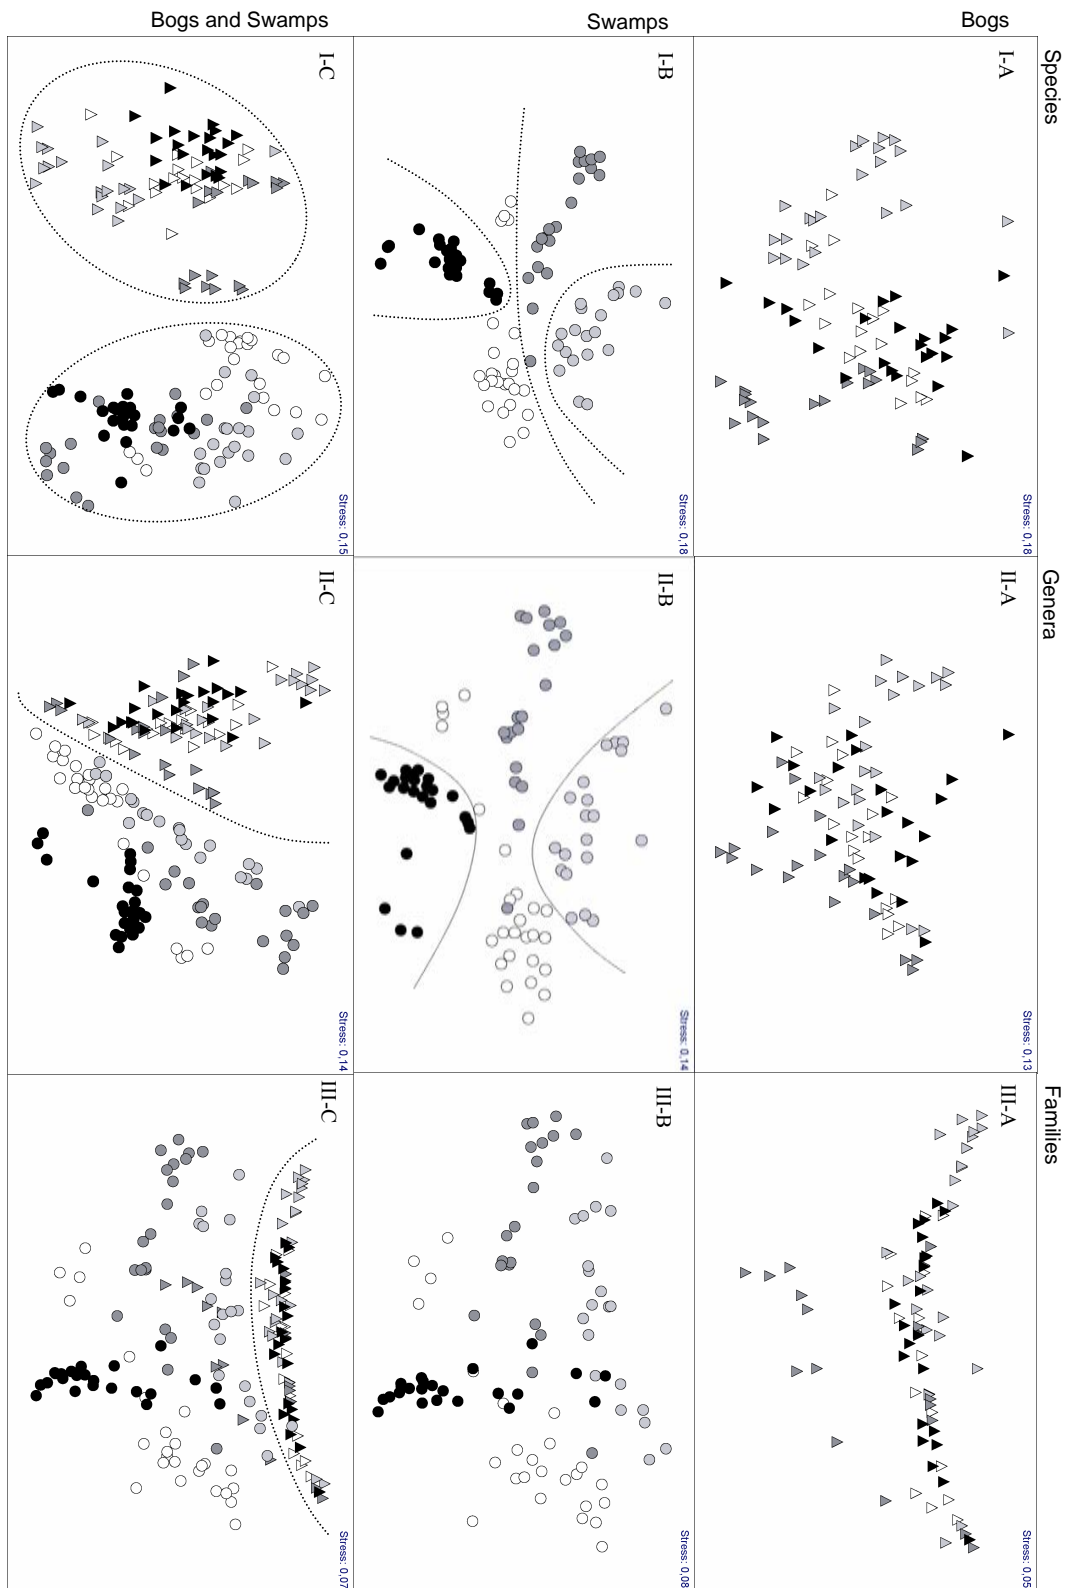 Bogs and Swamps
Swamps
Bogs
Species
Genera
Families
I-A
Stress: 0,18
II-A
Stress: 0,13
III-A
Stress: 0,05
I-B
Stress: 0,18
II-B
Stress: 0,14
III-B
Stress: 0,08
I-C
Stress: 0,15
II-C
Stress: 0,14
III-C
Stress: 0,07